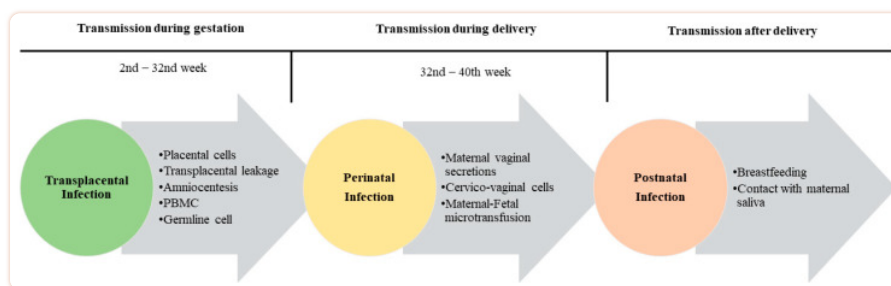 Transmission during gestation
Transmission during delivery
Transmission after delivery
2nd – 32nd week
32nd – 40th week
Transplacental
Infection
•Placental cells
•Transplacental leakage
•Amniocentesis
•PBMC
•Germline cell
Perinatal
Infection
•Maternal vaginal
secretions
•Cervico-vaginal cells
•Maternal-Fetal
microtransfusion
Postnatal
Infection
•Breastfeeding
•Contact with maternal
saliva